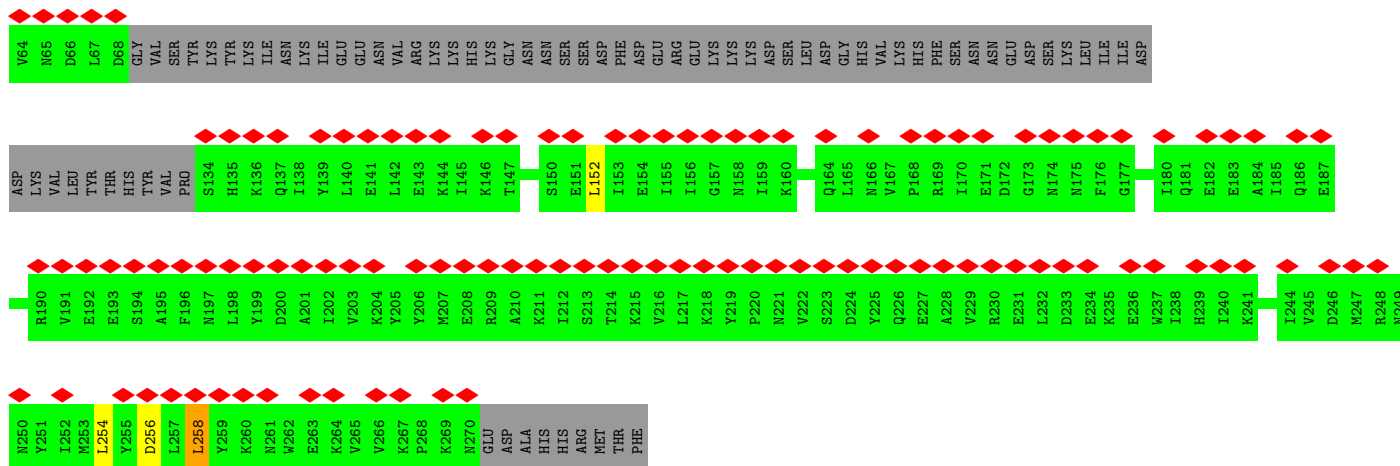 V64 N65 D66 L67 D68 GLY VAL SER TYR LYS TYR LYS ILE ASN LYS ILE GLU GLU ASN VAL ARG LYS LYS HIS LYS GLY ASN ASN SER SER ASP PHE ASP GLU ARG GLU LYS LYS LYS ASP SER LEU ASP GLY HIS VAL LYS HIS PHE SER ASN ASN GLU ASP SER LYS LEU ILE ILE ASP
ASP LYS VAL LEU TYR THR HIS TYR VAL PRO S134 H135 K136 Q137 I138 Y139 L140 E141 L142 E143 K144 I145 K146 T147 S150 E151 L152 I153 E154 I155 I156 G157 N158 I159 K160 Q164 L165 N166 V167 P168 R169 I170 E171 D172 G173 N174 N175 F176 G177 I180 Q181 E182 E183 A184 I185 Q186 E187
R190 V191 E192 E193 S194 A195 F196 N197 L198 Y199 D200 A201 I202 V203 K204 Y205 Y206 M207 E208 R209 A210 K211 I212 S213 T214 K215 V216 L217 K218 Y219 P220 N221 V222 S223 D224 Y225 Q226 E227 A228 V229 R230 E231 L232 D233 E234 K235 E236 W237 I238 H239 I240 K241 I244 V245 D246 M247 R248 N249
N250 Y251 I252 M253 L254 Y255 D256 L257 L258 Y259 K260 N261 W262 E263 K264 V265 V266 K267 P268 K269 N270 GLU ASP ALA HIS HIS ARG MET THR PHE